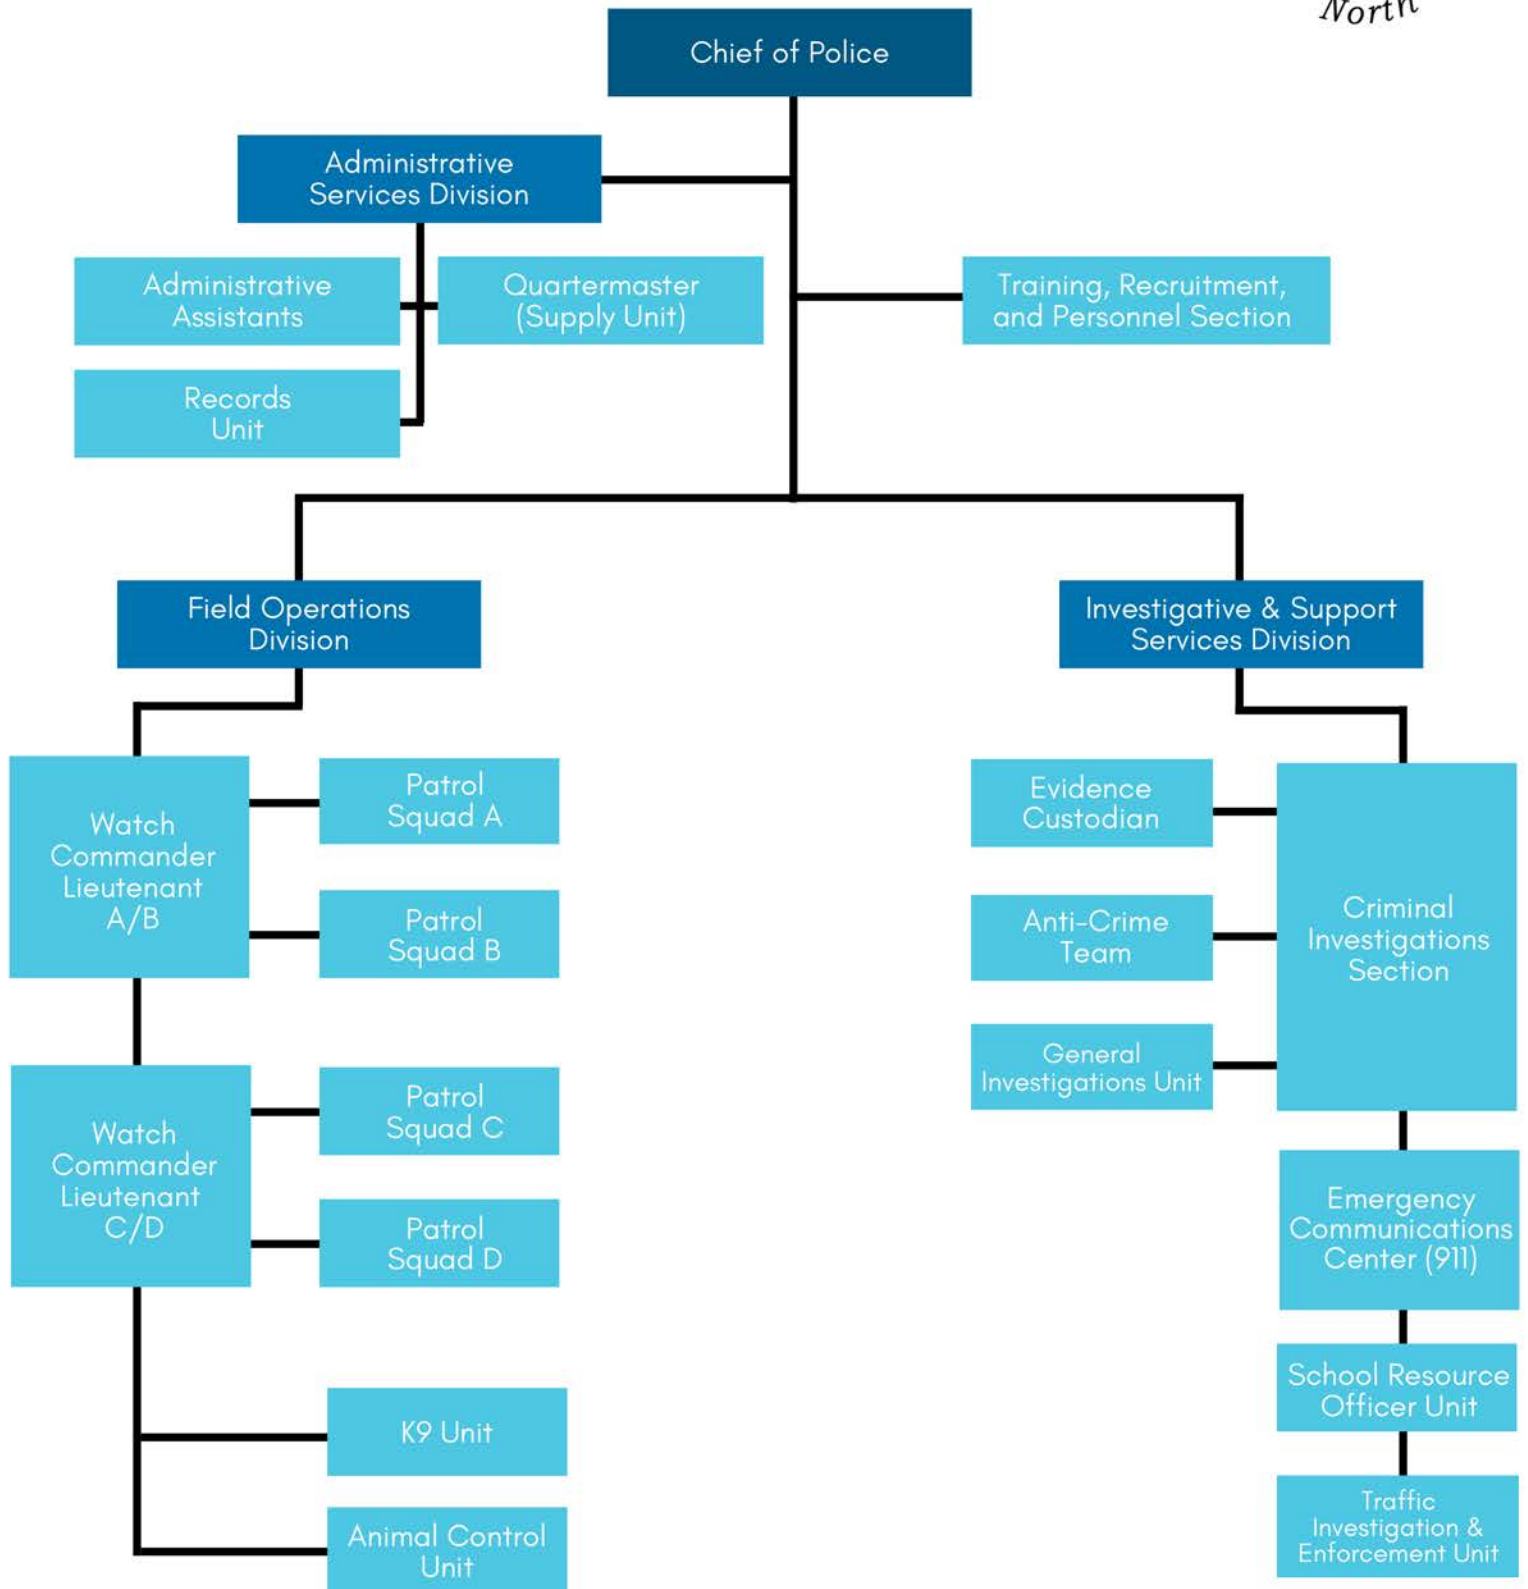 North
Chief of Police
Administrative
Services Division
Administrative
Assistants
Quartermaster
(Supply Unit)
Training, Recruitment,
and Personnel Section
Records
Unit
Field Operations
Division
Investigative & Support
Services Division
Watch
Commander
Lieutenant
A/B
Patrol
Squad A
Patrol
Squad B
Watch
Commander
Lieutenant
C/D
Patrol
Squad C
Patrol
Squad D
K9 Unit
Animal Control
Unit
Evidence
Custodian
Anti-Crime
Team
General
Investigations Unit
Criminal
Investigations
Section
Emergency
Communications
Center (911)
School Resource
Officer Unit
Traffic
Investigation &
Enforcement Unit